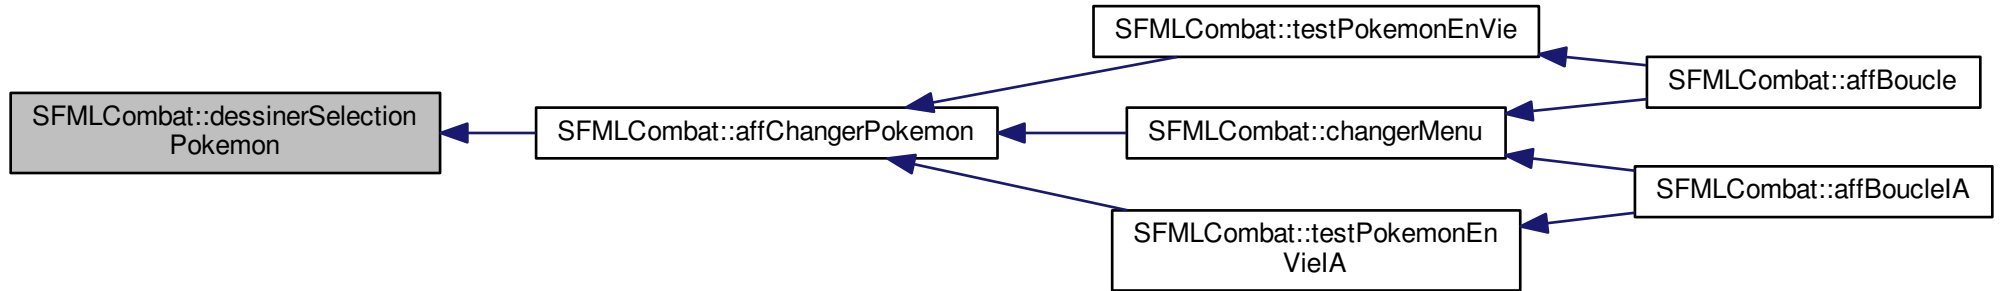 SFMLCombat::dessinerSelection
Pokemon
SFMLCombat::affChangerPokemon
SFMLCombat::testPokemonEnVie
SFMLCombat::changerMenu
SFMLCombat::testPokemonEn
VieIA
SFMLCombat::affBoucle
SFMLCombat::affBoucleIA